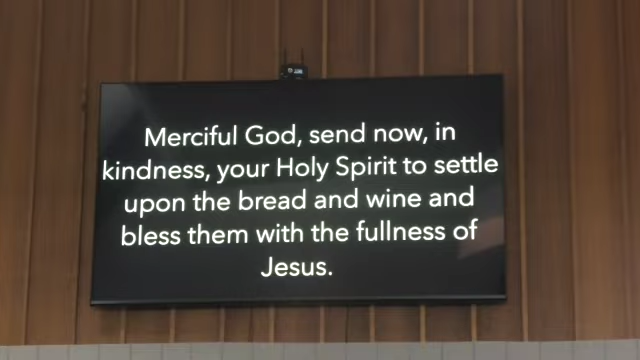 Merciful God, send now, in
kindness, your Holy Spirit to settle
upon the bread and wine and
bless them with the fullness of
Jesus.